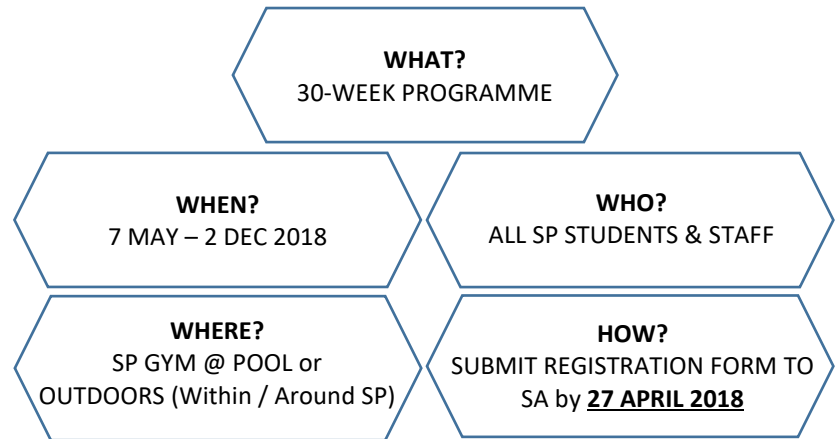 WHAT?
30-WEEK PROGRAMME
WHEN?
7 MAY – 2 DEC 2018
WHO?
ALL SP STUDENTS & STAFF
WHERE?
SP GYM @ POOL or
OUTDOORS (Within / Around SP)
HOW?
SUBMIT REGISTRATION FORM TO
SA by 27 APRIL 2018